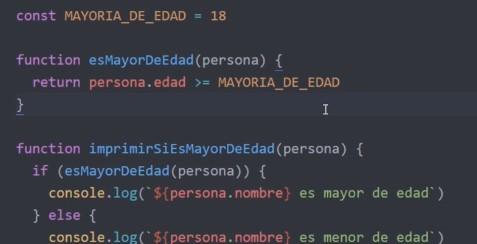 const MAYORIA_DE_EDAD = 18
function esMayorDeEdad(persona) {
return persona.edad >= MAYORIA_DE_EDAD
}
function imprimirSiEsMayorDeEdad(persona) {
if (esMayorDeEdad(persona)) {
console.log(`${persona.nombre} es mayor de edad`)
} else {
console.log(`${persona.nombre} es menor de edad`)